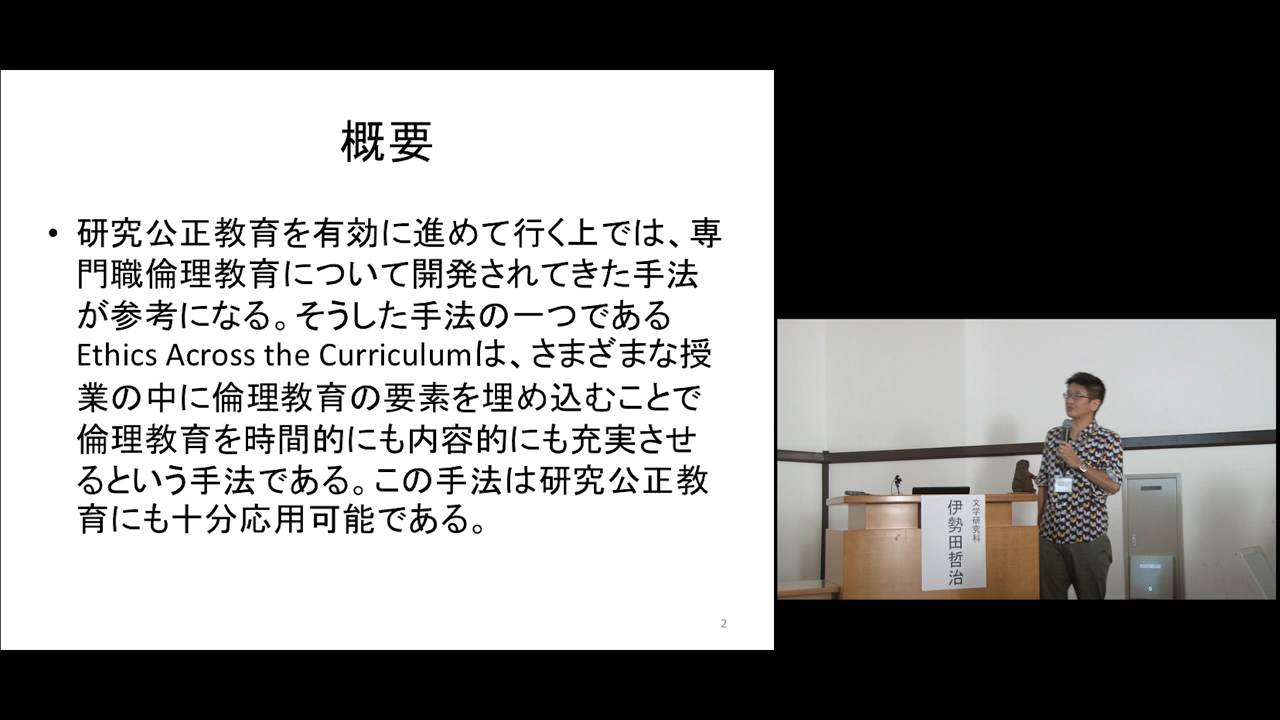 概要
• 研究公正教育を有効に進めて行く上では、専
門職倫理教育について開発されてきた手法
が参考になる。そうした手法の一つである
Ethics Across the Curriculumは、さまざまな授
業の中に倫理教育の要素を埋め込むことで
倫理教育を時間的にも内容的にも充実させ
るという手法である。この手法は研究公正教
育にも十分応用可能である。
2
文学研究科
伊勢田哲治